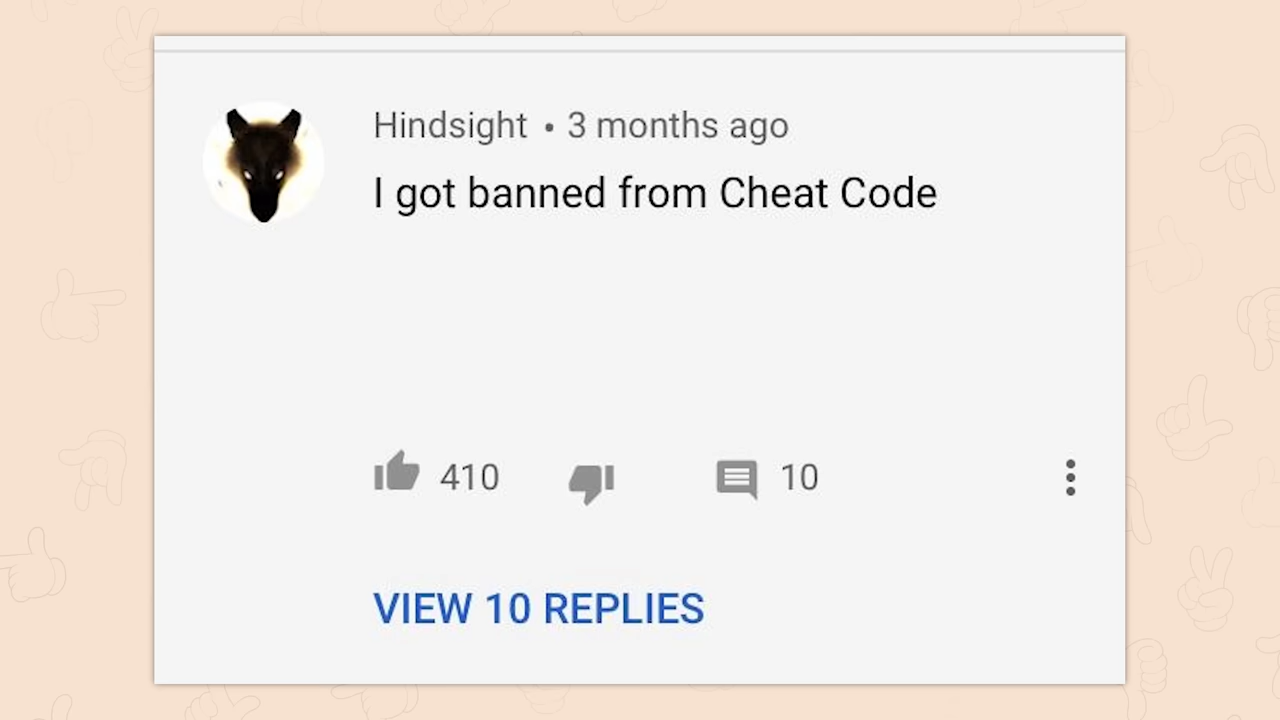 Hindsight • 3 months ago
I got banned from Cheat Code
410 10
VIEW 10 REPLIES